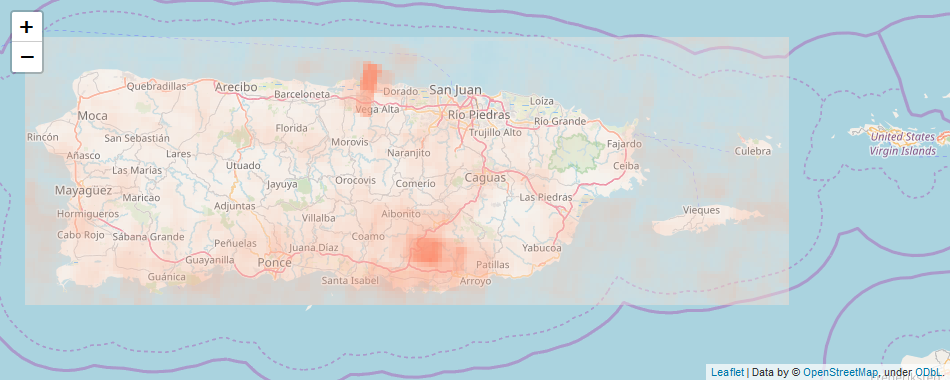 +
−
Quebradillas
Arecibo
Barceloneta
Dorado
San Juan
Loíza
Vega Alta
Río Piedras
Río Grande
Moca
Rincón
San Sebastián
Florida
Morovis
Trujillo Alto
Fajardo
United States
Virgin Islands
Culebra
Añasco
Lares
Utuado
Naranjito
Ceiba
Las Marías
Mayagüez
Maricao
Jayuya
Orocovis
Comerío
Caguas
Las Piedras
Hormigueros
Adjuntas
Villalba
Aibonito
Vieques
Cabo Rojo
Sábana Grande
Peñuelas
Juana Díaz
Coamo
Yabucoa
Guayanilla
Ponce
Patillas
Guánica
Santa Isabel
Arroyo
Leaflet | Data by © OpenStreetMap, under ODbL.